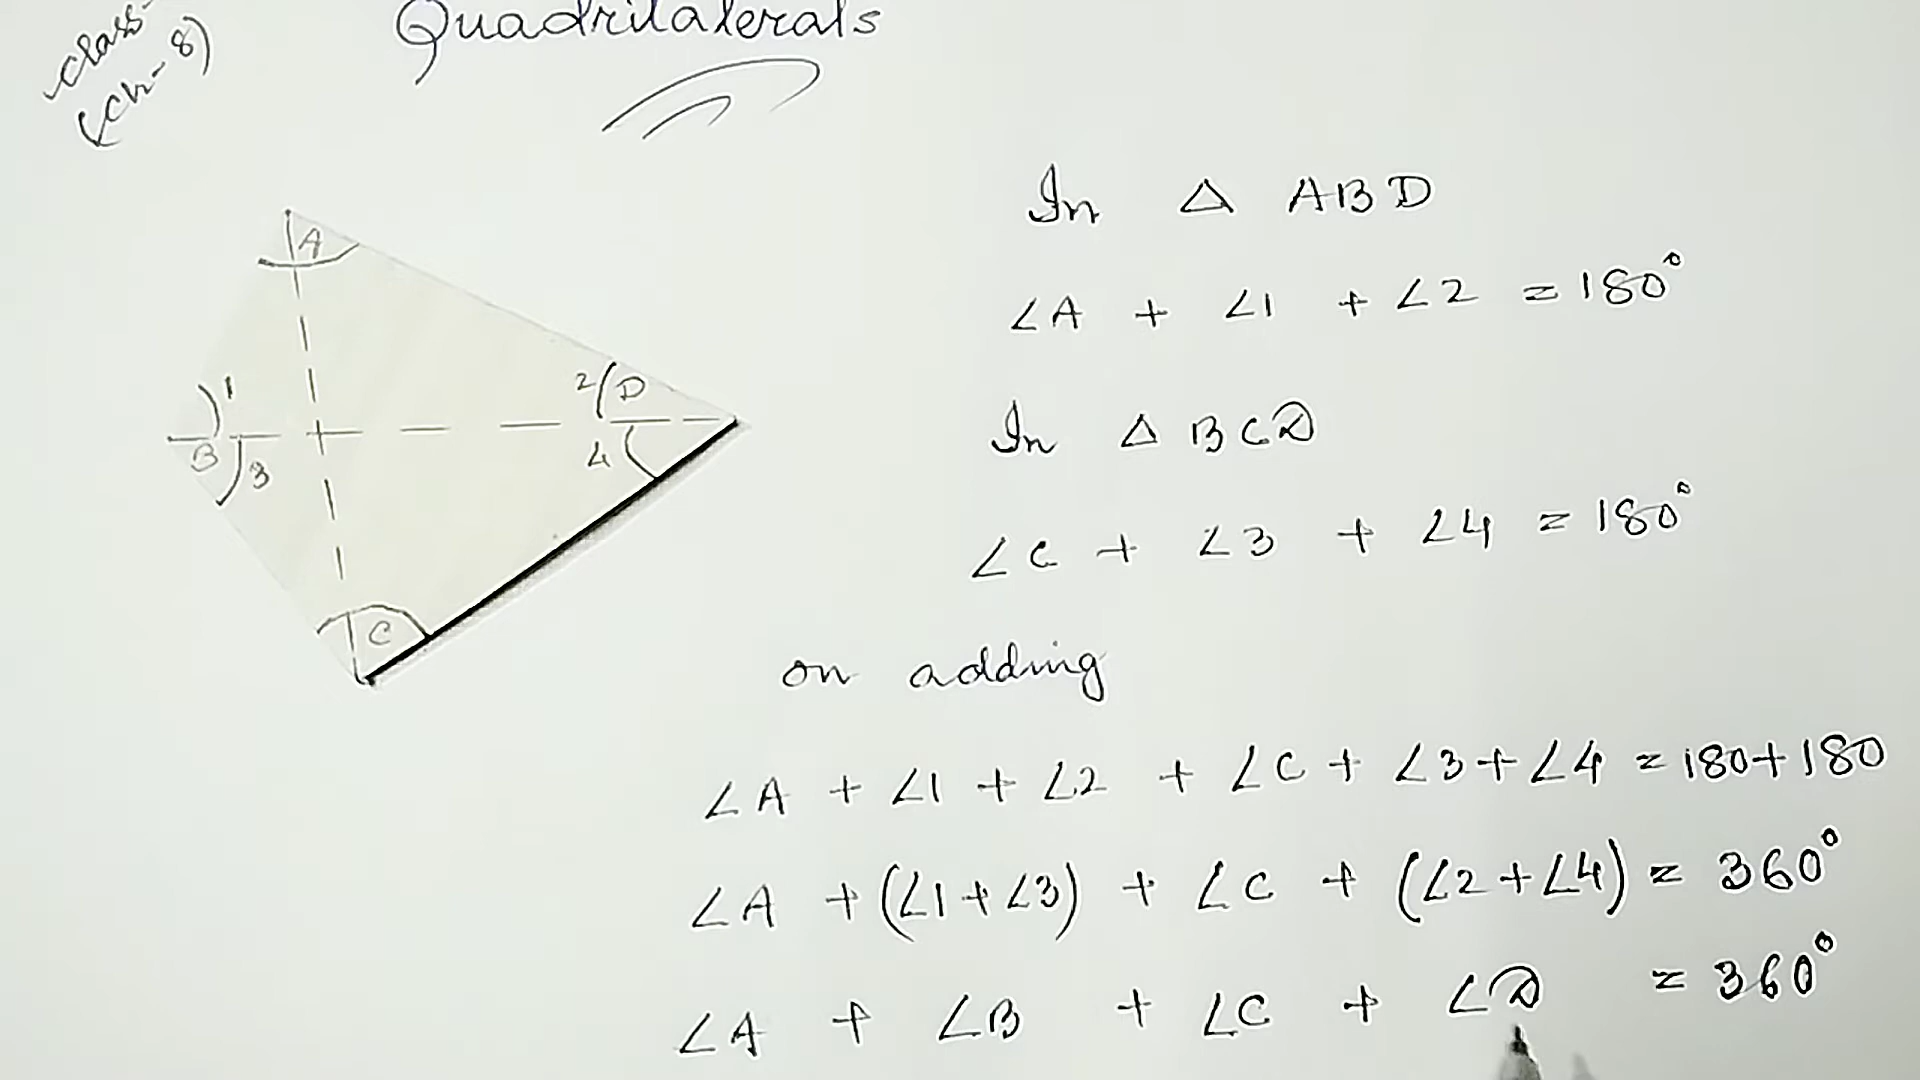 class-
(ch-8)
Quadrilaterals
A
1
B
3
2
D
4
C
In △ ABD
∠A + ∠1 + ∠2 = 180°
In △ BCD
∠C + ∠3 + ∠4 = 180°
on adding
∠A + ∠1 + ∠2 + ∠C + ∠3 + ∠4 = 180 + 180
∠A + (∠1 + ∠3) + ∠C + (∠2 + ∠4) = 360°
∠A + ∠B + ∠C + ∠D = 360°